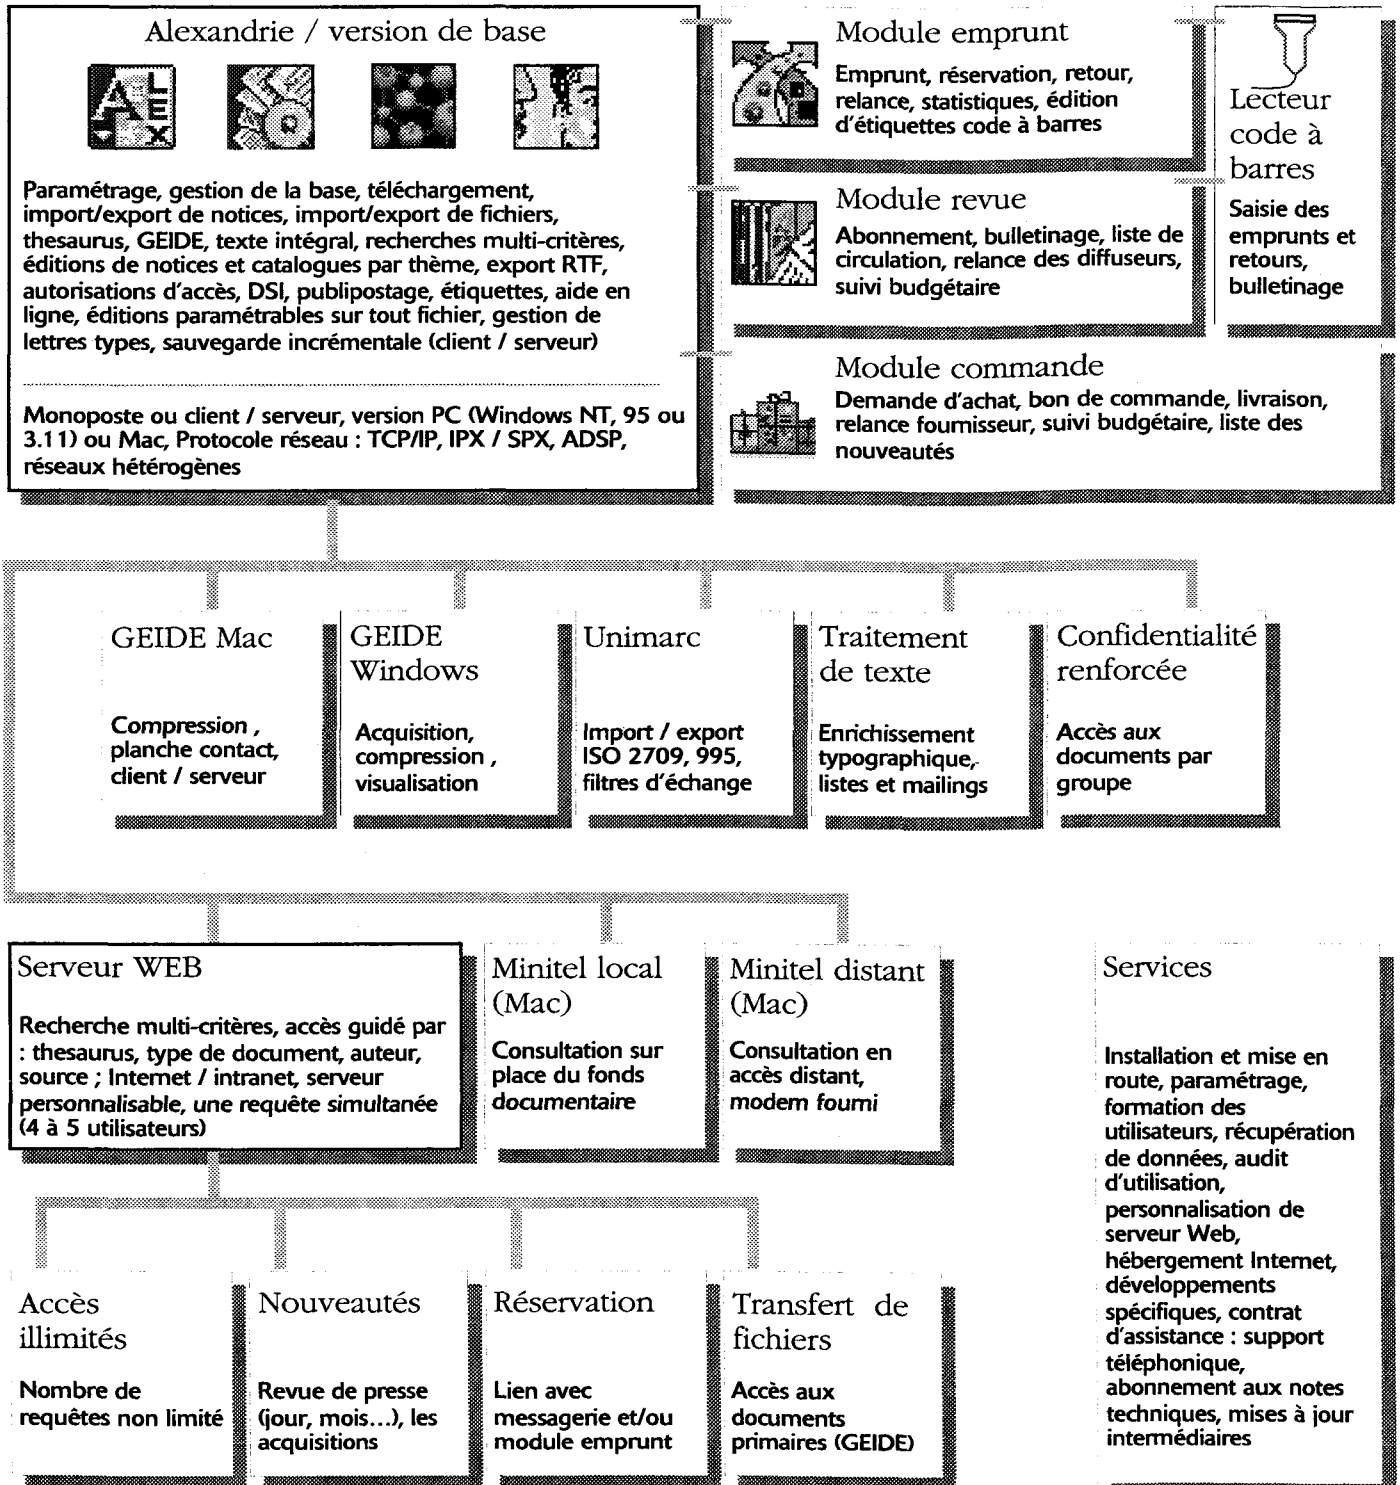 Alexandrie / version de base
A
LEX
Paramétrage, gestion de la base, téléchargement,
import/export de notices, import/export de fichiers,
thesaurus, GEIDE, texte intégral, recherches multi-critères,
éditions de notices et catalogues par thème, export RTF,
autorisations d'accès, DSI, publipostage, étiquettes, aide en
ligne, éditions paramétrables sur tout fichier, gestion de
lettres types, sauvegarde incrémentale (client / serveur)
Monoposte ou client / serveur, version PC (Windows NT, 95 ou
3.11) ou Mac, Protocole réseau : TCP/IP, IPX / SPX, ADSP,
réseaux hétérogènes
Module emprunt
Emprunt, réservation, retour,
relance, statistiques, édition
d'étiquettes code à barres
Module revue
Abonnement, bulletinage, liste de
circulation, relance des diffuseurs,
suivi budgétaire
Lecteur
code à
barres
Saisie des
emprunts et
retours,
bulletinage
Module commande
Demande d'achat, bon de commande, livraison,
relance fournisseur, suivi budgétaire, liste des
nouveautés
GEIDE Mac
Compression ,
planche contact,
client / serveur
GEIDE
Windows
Acquisition,
compression ,
visualisation
Unimarc
Import / export
ISO 2709, 995,
filtres d'échange
Traitement
de texte
Enrichissement
typographique,
listes et mailings
Confidentialité
renforcée
Accès aux
documents par
groupe
Serveur WEB
Recherche multi-critères, accès guidé par
: thesaurus, type de document, auteur,
source ; Internet / intranet, serveur
personnalisable, une requête simultanée
(4 à 5 utilisateurs)
Minitel local
(Mac)
Consultation sur
place du fonds
documentaire
Minitel distant
(Mac)
Consultation en
accès distant,
modem fourni
Services
Installation et mise en
route, paramétrage,
formation des
utilisateurs, récupération
de données, audit
d'utilisation,
personnalisation de
serveur Web,
hébergement Internet,
développements
spécifiques, contrat
d'assistance : support
téléphonique,
abonnement aux notes
techniques, mises à jour
intermédiaires
Accès
illimités
Nombre de
requêtes non limité
Nouveautés
Revue de presse
(jour, mois...), les
acquisitions
Réservation
Lien avec
messagerie et/ou
module emprunt
Transfert de
fichiers
Accès aux
documents
primaires (GEIDE)